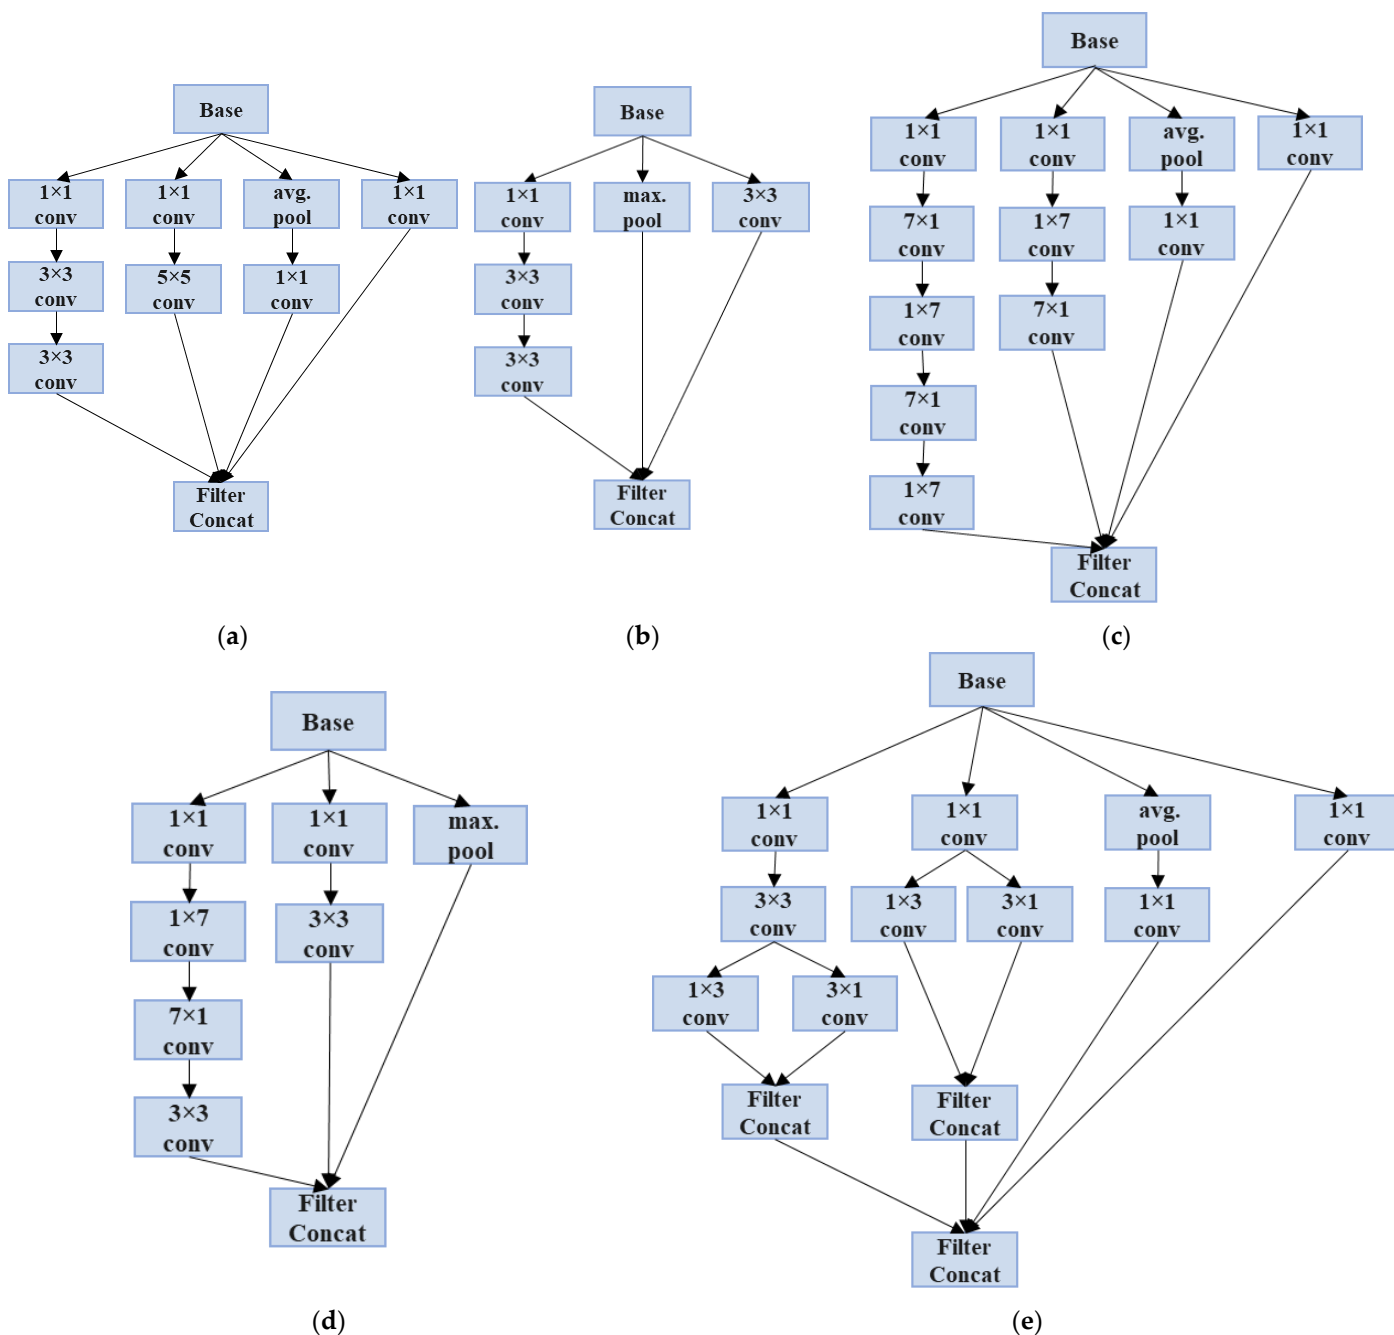 Base
1×1
conv
1×1
conv
avg.
pool
1×1
conv
3×3
conv
5×5
conv
1×1
conv
3×3
conv
Filter
Concat
(a)
Base
1×1
conv
max.
pool
3×3
conv
3×3
conv
3×3
conv
Filter
Concat
(b)
Base
1×1
conv
1×1
conv
avg.
pool
1×1
conv
7×1
conv
1×7
conv
1×1
conv
1×7
conv
7×1
conv
7×1
conv
1×7
conv
Filter
Concat
(c)
Base
1×1
conv
1×1
conv
max.
pool
1×7
conv
3×3
conv
7×1
conv
3×3
conv
Filter
Concat
(d)
Base
1×1
conv
1×1
conv
avg.
pool
1×1
conv
3×3
conv
1×3
conv
3×1
conv
1×1
conv
1×3
conv
3×1
conv
Filter
Concat
Filter
Concat
Filter
Concat
(e)